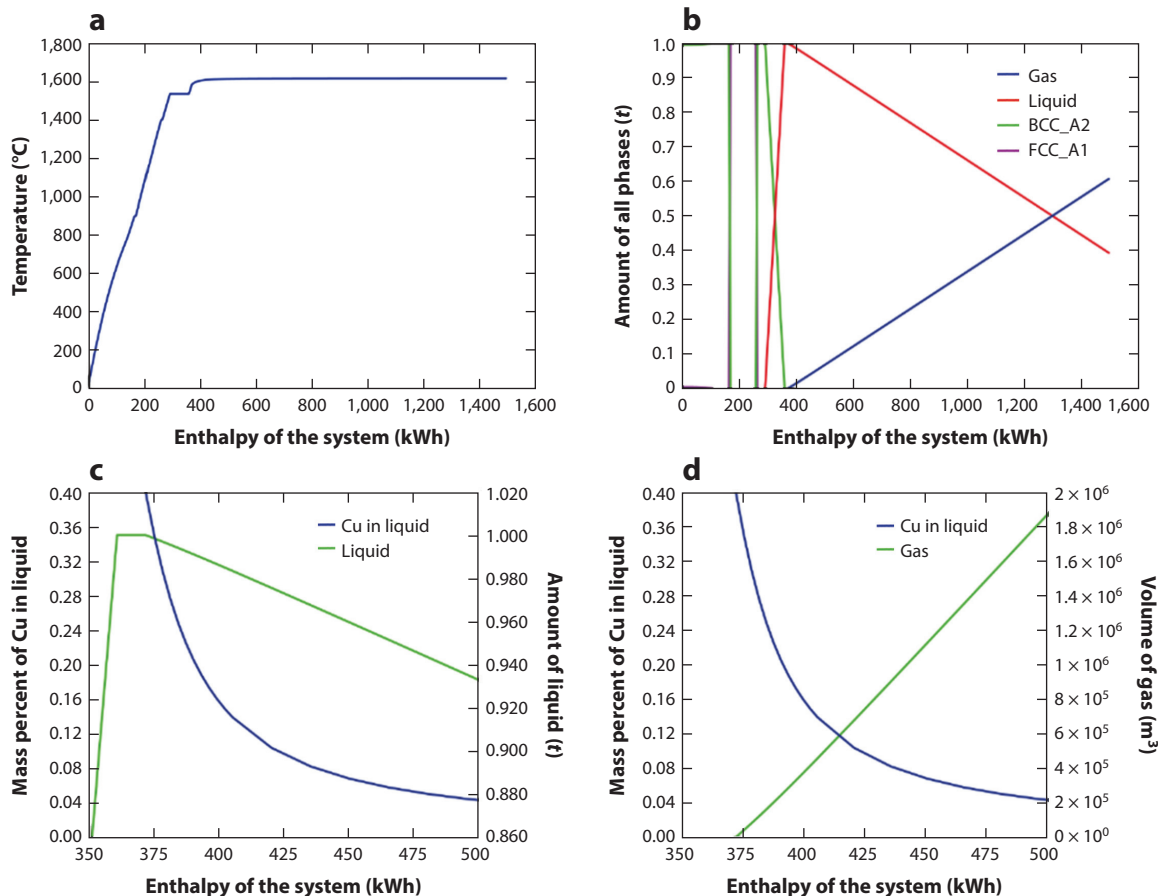 a
1,800
1,600
1,400
1,200
1,000
800
600
400
200
0
0 200 400 600 800 1,000 1,200 1,400 1,600
Temperature (°C)
Enthalpy of the system (kWh)
b
1.0
0.9
0.8
0.7
0.6
0.5
0.4
0.3
0.2
0.1
0
0 200 400 600 800 1,000 1,200 1,400 1,600
Amount of all phases (t)
Enthalpy of the system (kWh)
Gas
Liquid
BCC_A2
FCC_A1
c
0.40
0.36
0.32
0.28
0.24
0.20
0.16
0.12
0.08
0.04
0.00
350 375 400 425 450 475 500
Mass percent of Cu in liquid
Enthalpy of the system (kWh)
Cu in liquid
Liquid
1.020
1.000
0.980
0.960
0.940
0.920
0.900
0.880
0.860
Amount of liquid (t)
d
0.40
0.36
0.32
0.28
0.24
0.20
0.16
0.12
0.08
0.04
0.00
350 375 400 425 450 475 500
Mass percent of Cu in liquid
Enthalpy of the system (kWh)
Cu in liquid
Gas
2 × 10⁶
1.8 × 10⁶
1.6 × 10⁶
1.4 × 10⁶
1.2 × 10⁶
1 × 10⁶
8 × 10⁵
6 × 10⁵
4 × 10⁵
2 × 10⁵
0 × 10⁰
Volume of gas (m³)